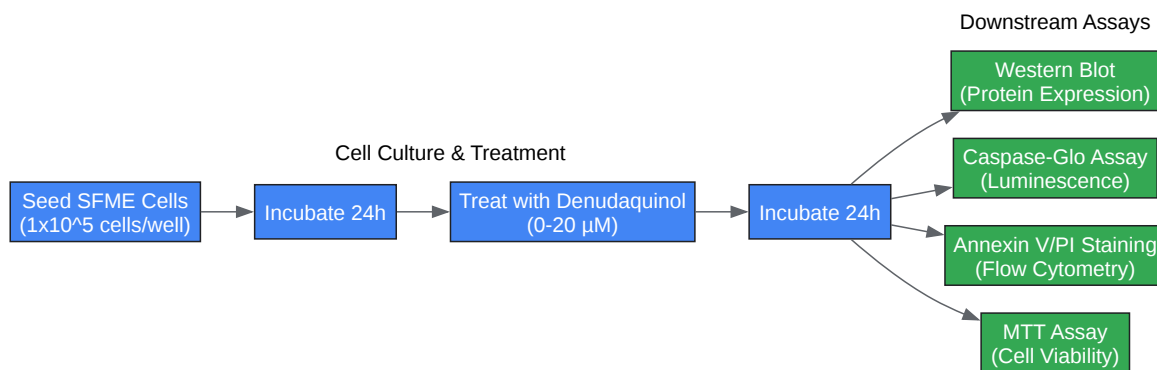 Downstream Assays
Western Blot
(Protein Expression)
Cell Culture & Treatment
Caspase-Glo Assay
(Luminescence)
Seed SFME Cells
(1x10^5 cells/well)
Incubate 24h
Treat with Denudaquinol
(0-20 µM)
Incubate 24h
Annexin V/PI Staining
(Flow Cytometry)
MTT Assay
(Cell Viability)